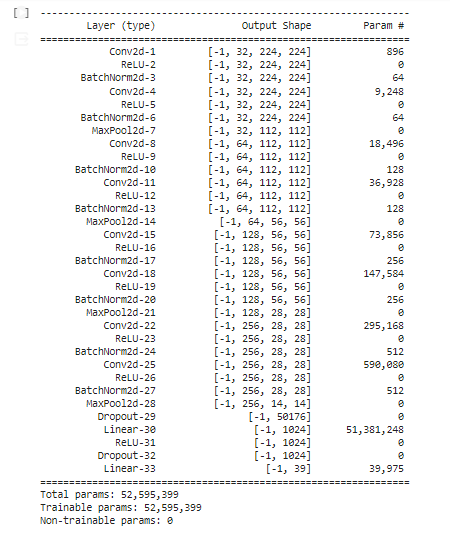 [ ]
----------------------------------------------------------------
Layer (type) Output Shape Param #
================================================================
Conv2d-1 [-1, 32, 224, 224] 896
ReLU-2 [-1, 32, 224, 224] 0
BatchNorm2d-3 [-1, 32, 224, 224] 64
Conv2d-4 [-1, 32, 224, 224] 9,248
ReLU-5 [-1, 32, 224, 224] 0
BatchNorm2d-6 [-1, 32, 224, 224] 64
MaxPool2d-7 [-1, 32, 112, 112] 0
Conv2d-8 [-1, 64, 112, 112] 18,496
ReLU-9 [-1, 64, 112, 112] 0
BatchNorm2d-10 [-1, 64, 112, 112] 128
Conv2d-11 [-1, 64, 112, 112] 36,928
ReLU-12 [-1, 64, 112, 112] 0
BatchNorm2d-13 [-1, 64, 112, 112] 128
MaxPool2d-14 [-1, 64, 56, 56] 0
Conv2d-15 [-1, 128, 56, 56] 73,856
ReLU-16 [-1, 128, 56, 56] 0
BatchNorm2d-17 [-1, 128, 56, 56] 256
Conv2d-18 [-1, 128, 56, 56] 147,584
ReLU-19 [-1, 128, 56, 56] 0
BatchNorm2d-20 [-1, 128, 56, 56] 256
MaxPool2d-21 [-1, 128, 28, 28] 0
Conv2d-22 [-1, 256, 28, 28] 295,168
ReLU-23 [-1, 256, 28, 28] 0
BatchNorm2d-24 [-1, 256, 28, 28] 512
Conv2d-25 [-1, 256, 28, 28] 590,080
ReLU-26 [-1, 256, 28, 28] 0
BatchNorm2d-27 [-1, 256, 28, 28] 512
MaxPool2d-28 [-1, 256, 14, 14] 0
Dropout-29 [-1, 50176] 0
Linear-30 [-1, 1024] 51,381,248
ReLU-31 [-1, 1024] 0
Dropout-32 [-1, 1024] 0
Linear-33 [-1, 39] 39,975
================================================================
Total params: 52,595,399
Trainable params: 52,595,399
Non-trainable params: 0